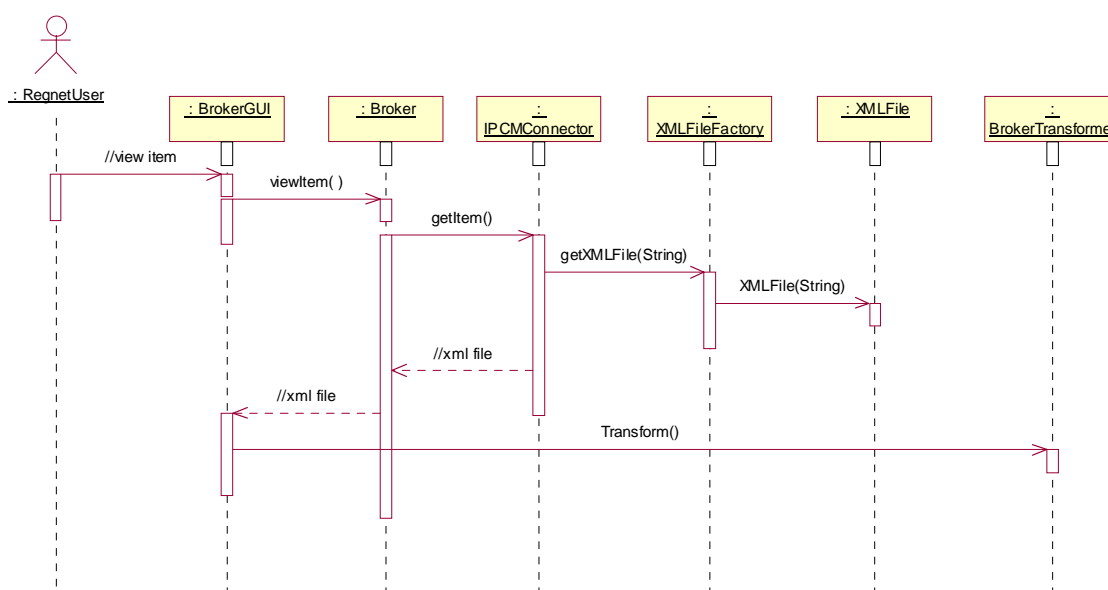 : RegnetUser
: BrokerGUI
: Broker
:
IPCMConnector
:
XMLFileFactory
: XMLFile
:
BrokerTransforme
//view item
viewItem( )
getItem()
getXMLFile(String)
XMLFile(String)
//xml file
//xml file
Transform()